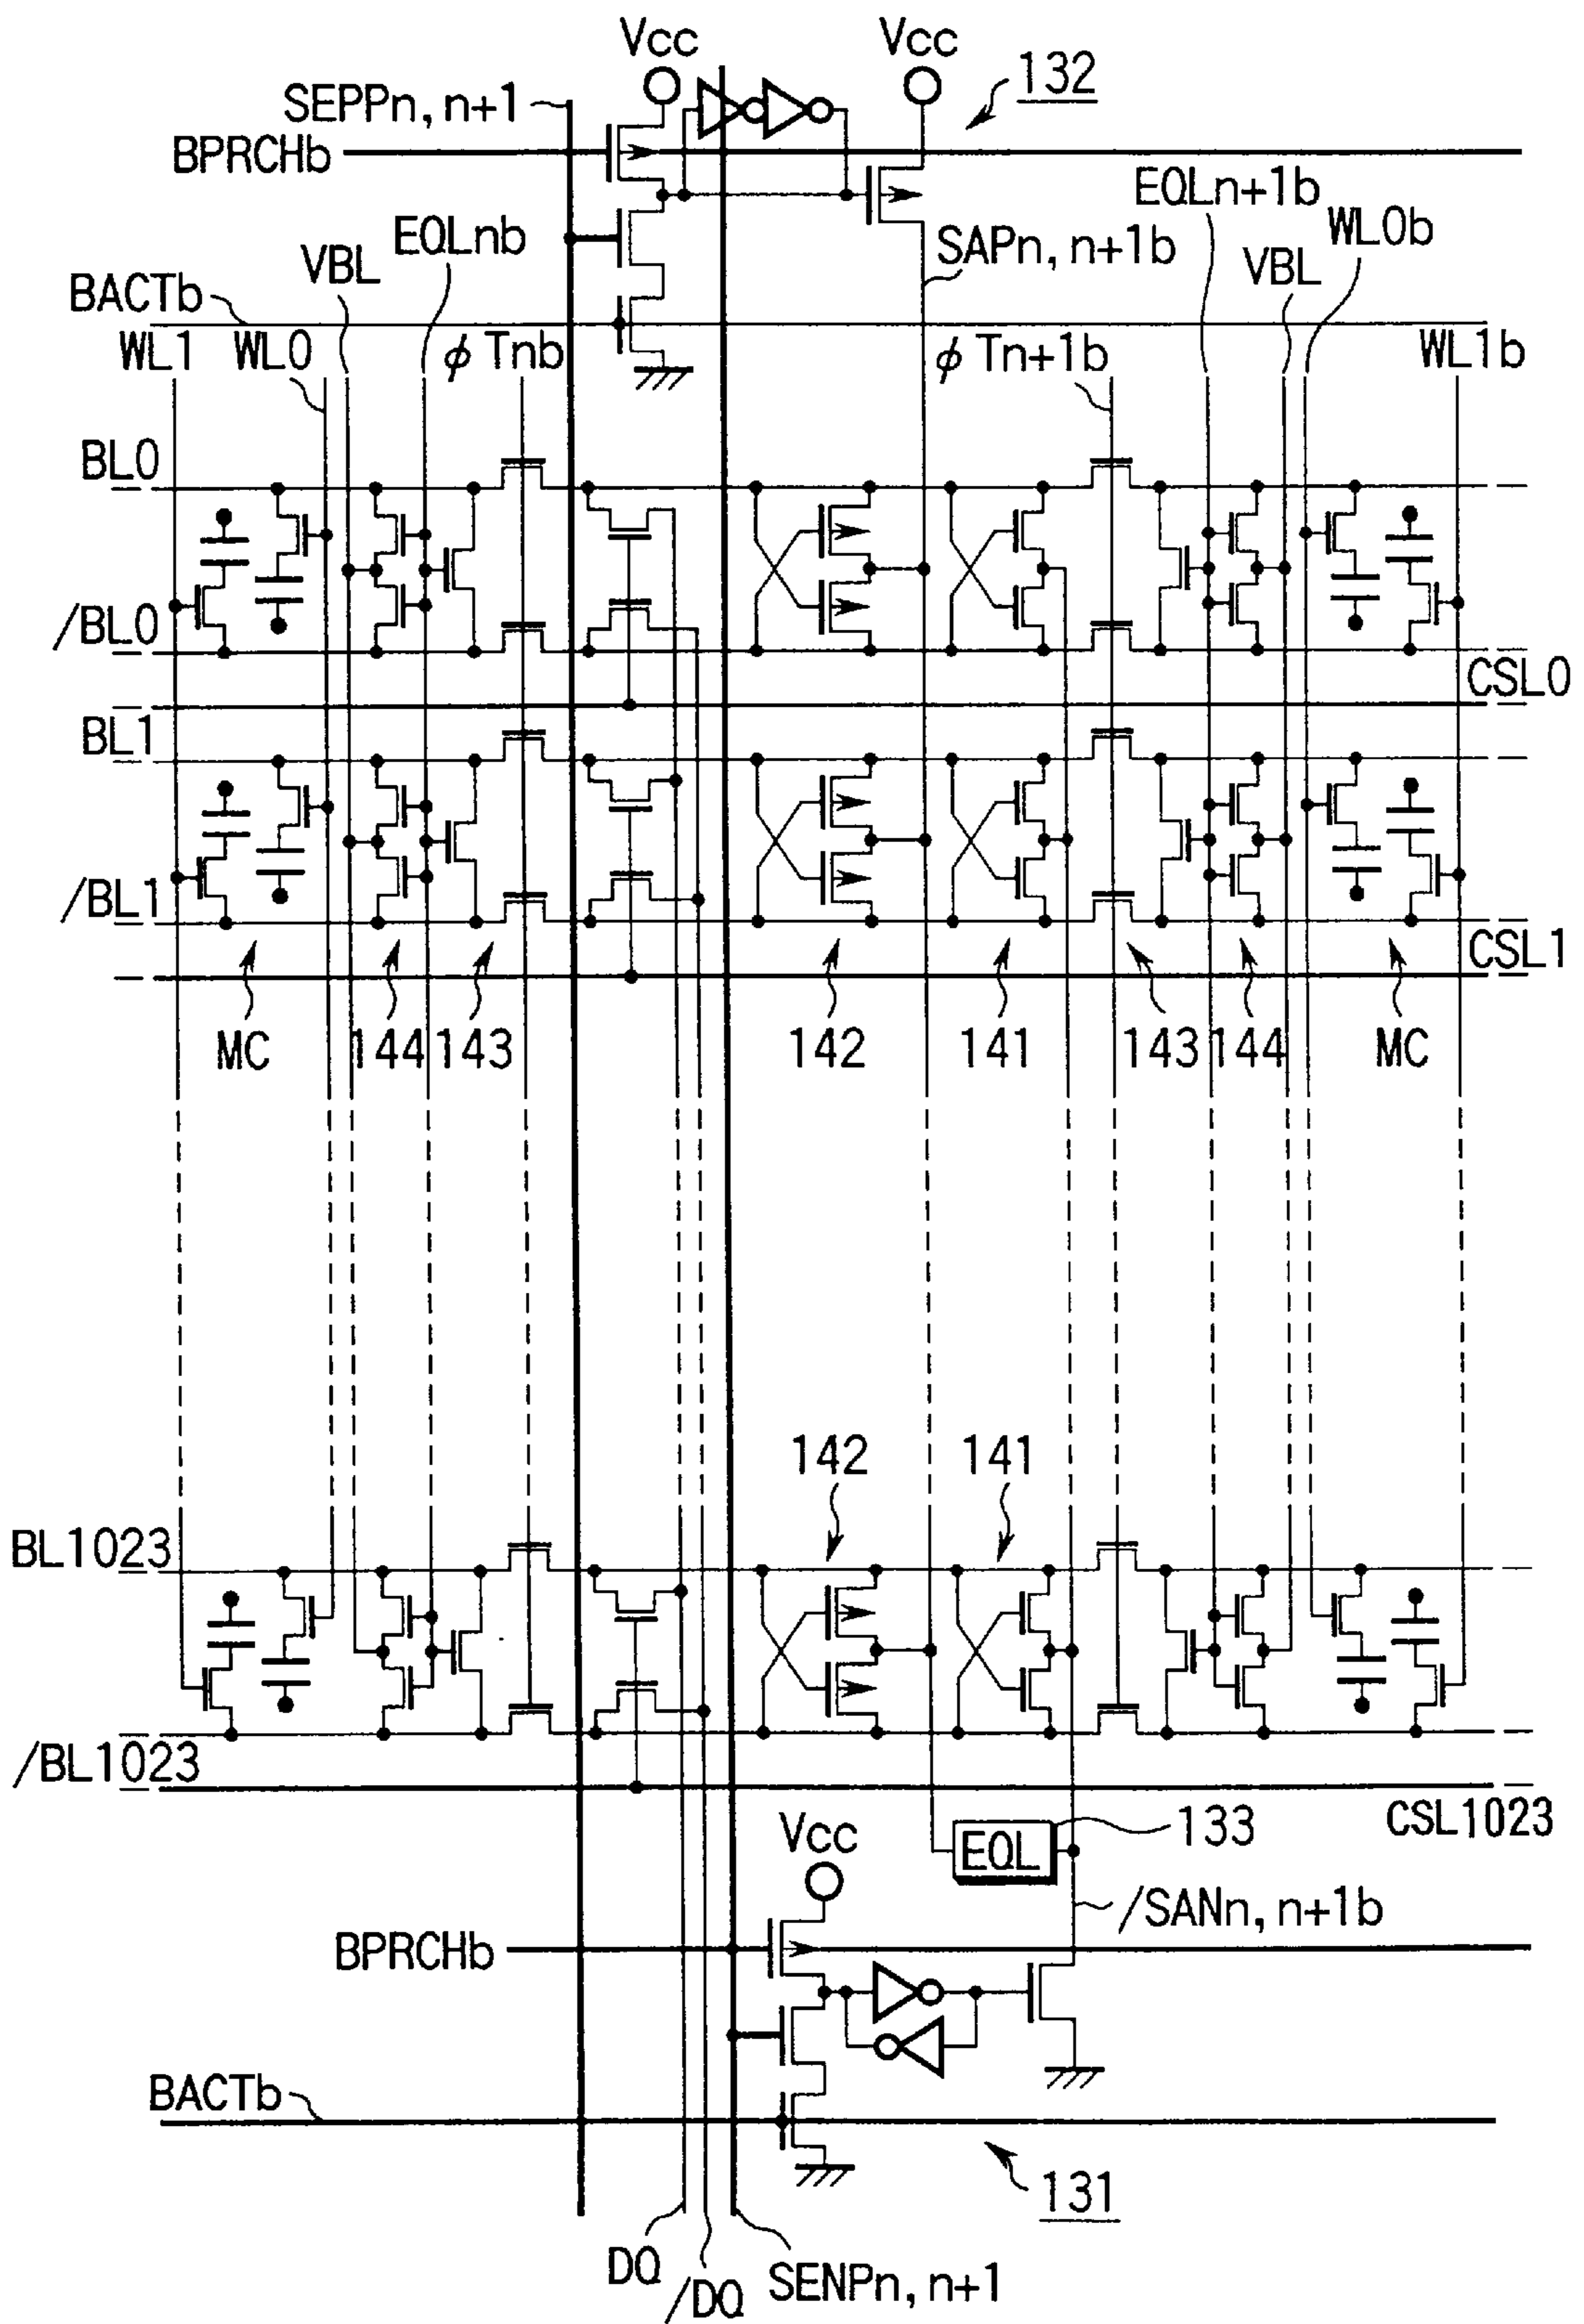 Vcc Vcc
132
SEPPn, n+1
BPRCHb
EQLn+1b
WL0b
EQLnb
VBL
SAPn, n+1b
VBL
BACTb
WL1 WL0 φTnb φTn+1b WL1b
BL0
/BL0
CSL0
BL1
/BL1
CSL1
MC 144 143 142 141 143 144 MC
142 141
BL1023
/BL1023
CSL1023
Vcc
EQL
133
/SANn, n+1b
BPRCHb
BACTb
131
DQ
/DQ
SENPn, n+1